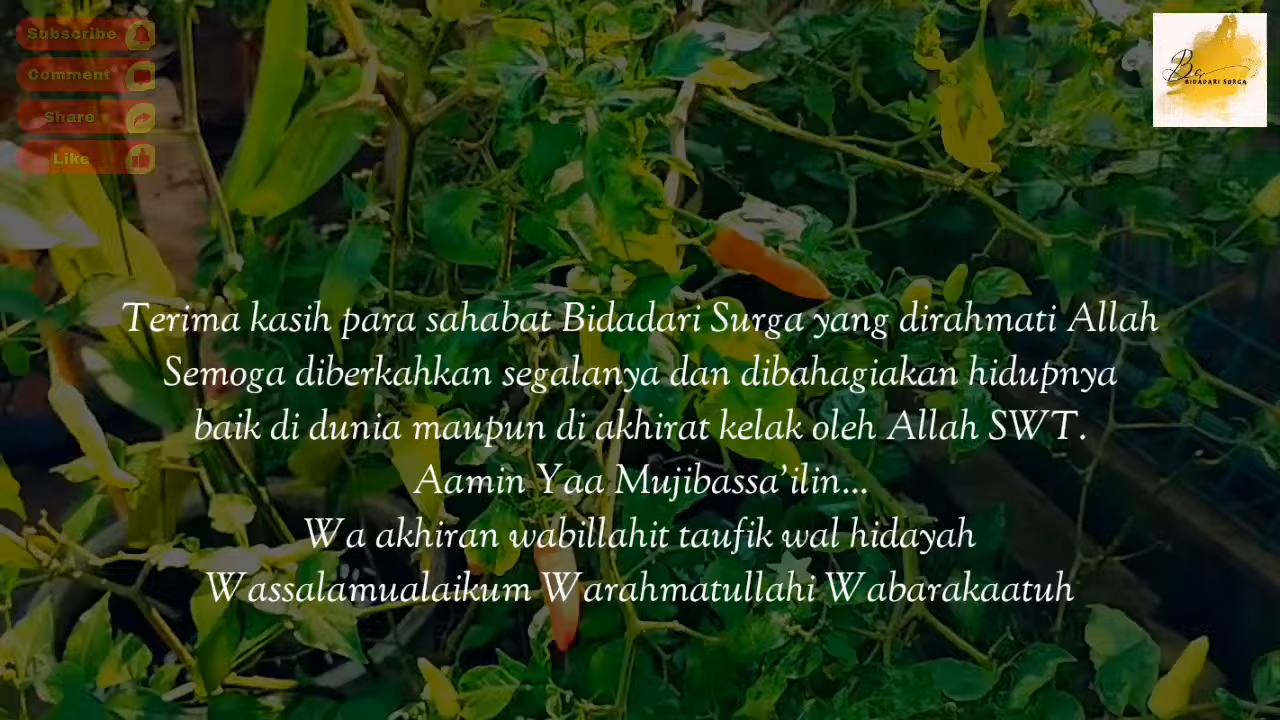 Subscribe
Comment
Share
Like
Bs
BIDADARI SURGA
Terima kasih para sahabat Bidadari Surga yang dirahmati Allah
Semoga diberkahkan segalanya dan dibahagiakan hidupnya
baik di dunia maupun di akhirat kelak oleh Allah SWT.
Aamin Yaa Mujibassa'ilin...
Wa akhiran wabillahit taufik wal hidayah
Wassalamualaikum Warahmatullahi Wabarakaatuh